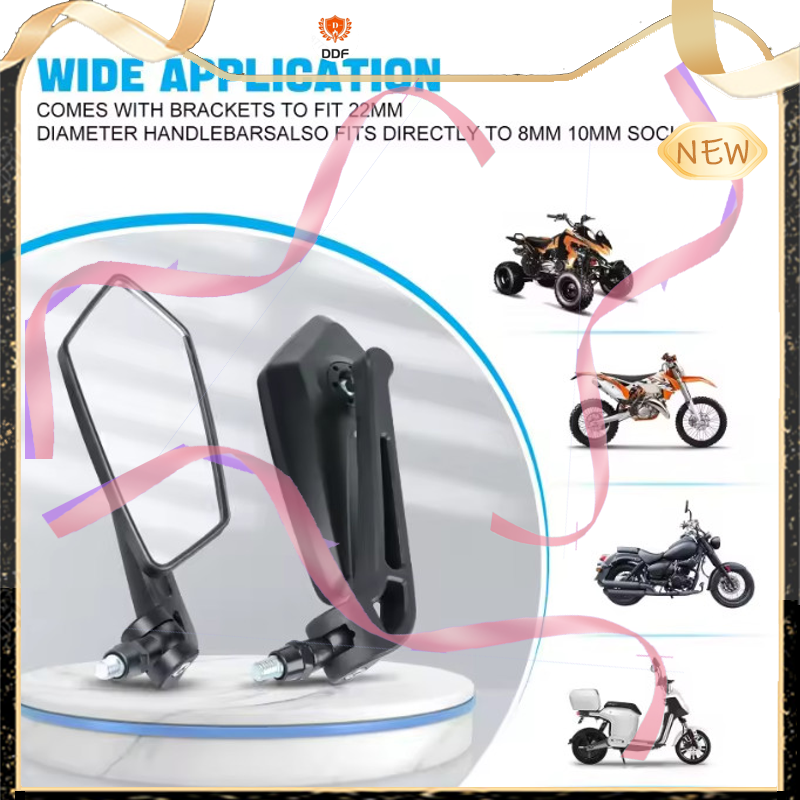 DDF
WIDE APPLICATION
COMES WITH BRACKETS TO FIT 22MM
DIAMETER HANDLEBARSALSO FITS DIRECTLY TO 8MM 10MM
NEW